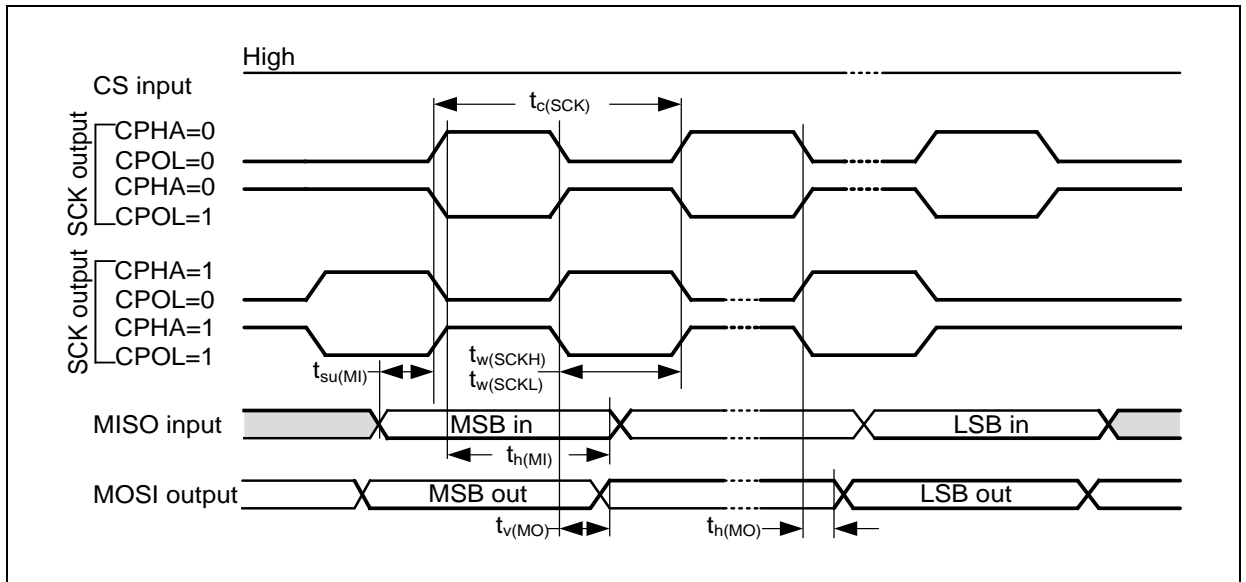 High
CS input
t_c(SCK)
SCK output
CPHA=0
CPOL=0
CPHA=0
CPOL=1
SCK output
CPHA=1
CPOL=0
CPHA=1
CPOL=1
t_su(MI)
t_w(SCKH)
t_w(SCKL)
MISO input
MSB in
LSB in
t_h(MI)
MOSI output
MSB out
LSB out
t_v(MO)
t_h(MO)